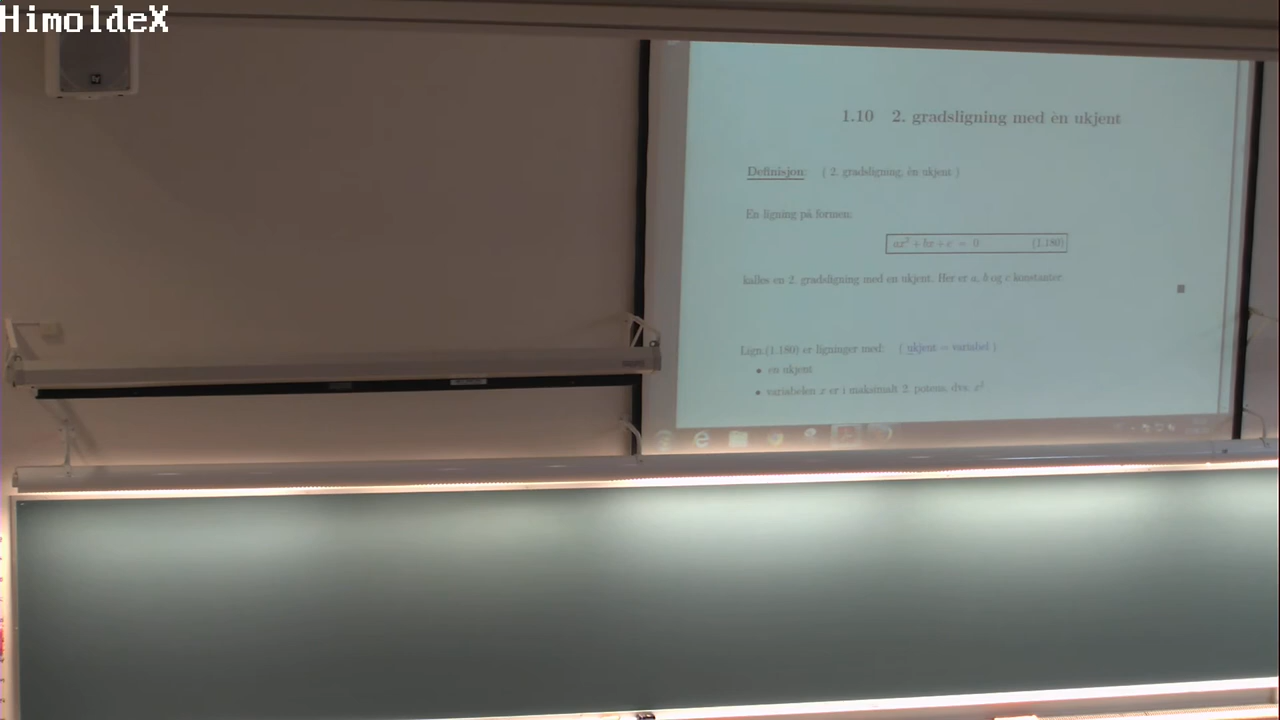 HimoldeX
1.10 2. gradsligning med èn ukjent
Definisjon: ( 2. gradsligning, èn ukjent )
En ligning på formen:
ax² + bx + c = 0 (1.180)
kalles en 2. gradsligning med en ukjent. Her er a, b og c konstanter.
Lign.(1.180) er ligninger med: ( ukjent = variabel )
• en ukjent
• variabelen x er i maksimalt 2. potens, dvs. x²